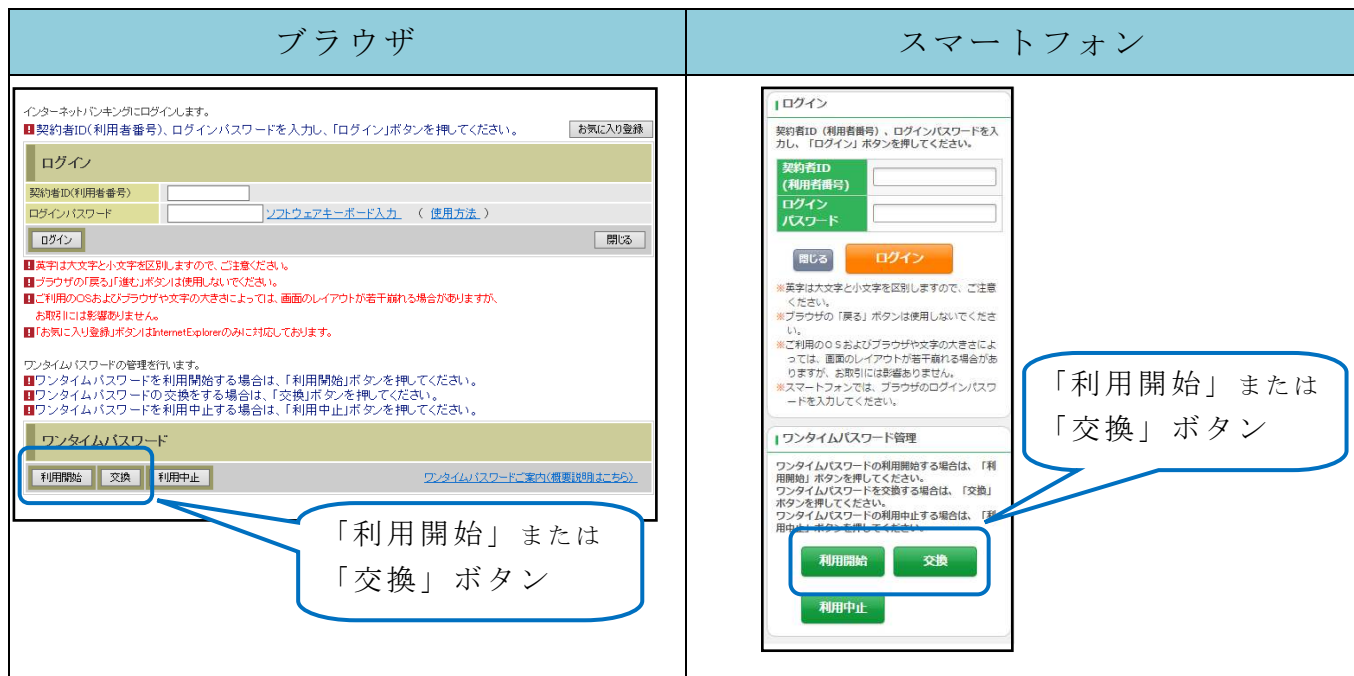 ブラウザ
インターネットバンキングにログインします。
契約者ID(利用者番号)、ログインパスワードを入力し、「ログイン」ボタンを押してください。
お気に入り登録
ログイン
契約者ID(利用者番号)
ログインパスワード
ソフトウェアキーボード入力 ( 使用方法 )
ログイン
閉じる
英字は大文字と小文字を区別しますので、ご注意ください。
ブラウザの「戻る」「進む」ボタンは使用しないでください。
ご利用のOSおよびブラウザや文字の大きさによっては、画面のレイアウトが若干崩れる場合がありますが、
お取引には影響ありません。
「お気に入り登録」ボタンはInternetExplorerのみに対応しております。
ワンタイムパスワードの管理を行います。
ワンタイムパスワードを利用開始する場合は、「利用開始」ボタンを押してください。
ワンタイムパスワードの交換をする場合は、「交換」ボタンを押してください。
ワンタイムパスワードを利用中止する場合は、「利用中止」ボタンを押してください。
ワンタイムパスワード
利用開始 交換 利用中止
ワンタイムパスワードご案内(概要説明はこちら)
「利用開始」または
「交換」ボタン
スマートフォン
ログイン
契約者ID(利用者番号)、ログインパスワードを入
力し、「ログイン」ボタンを押してください。
契約者ID
(利用者番号)
ログイン
パスワード
閉じる ログイン
※英字は大文字と小文字を区別しますので、ご注意
ください。
※ブラウザの「戻る」ボタンは使用しないでくださ
い。
※ご利用のOSおよびブラウザや文字の大きさによ
っては、画面のレイアウトが若干崩れる場合があ
りますが、お取引には影響ありません。
※スマートフォンでは、ブラウザのログインパスワ
ードを入力してください。
ワンタイムパスワード管理
ワンタイムパスワードの利用開始する場合は、「利
用開始」ボタンを押してください。
ワンタイムパスワードを交換する場合は、「交換」
ボタンを押してください。
ワンタイムパスワードの利用中止する場合は、「利
用中止」ボタンを押してください。
利用開始 交換
利用中止
「利用開始」または
「交換」ボタン